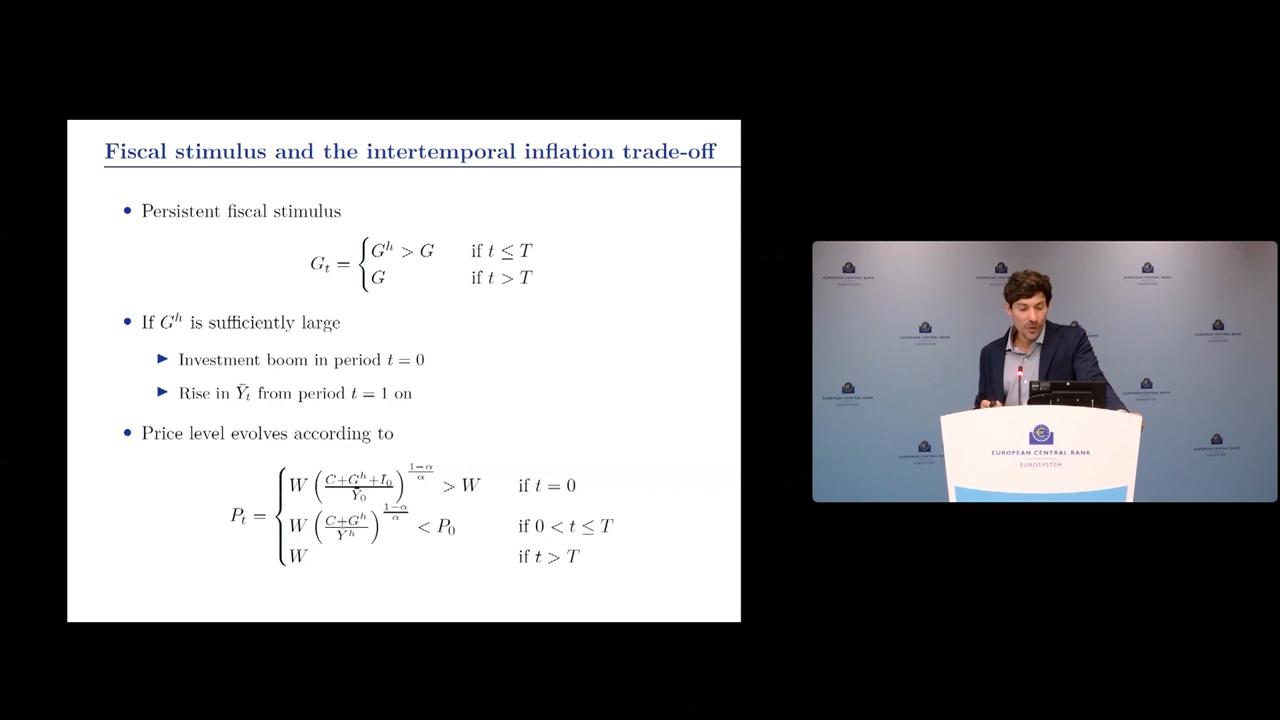 Fiscal stimulus and the intertemporal inflation trade-off
• Persistent fiscal stimulus
G_t = { G^h > G if t ≤ T
G if t > T
• If G^h is sufficiently large
▶ Investment boom in period t = 0
▶ Rise in Ȳ_t from period t = 1 on
• Price level evolves according to
P_t = { W ( (C+G^h+I_0) / Ȳ_0 )^{(1−α)/α} > W if t = 0
W ( (C+G^h) / Ȳ^h )^{(1−α)/α} < P_0 if 0 < t ≤ T
W if t > T
EUROPEAN CENTRAL BANK
EUROSYSTEM